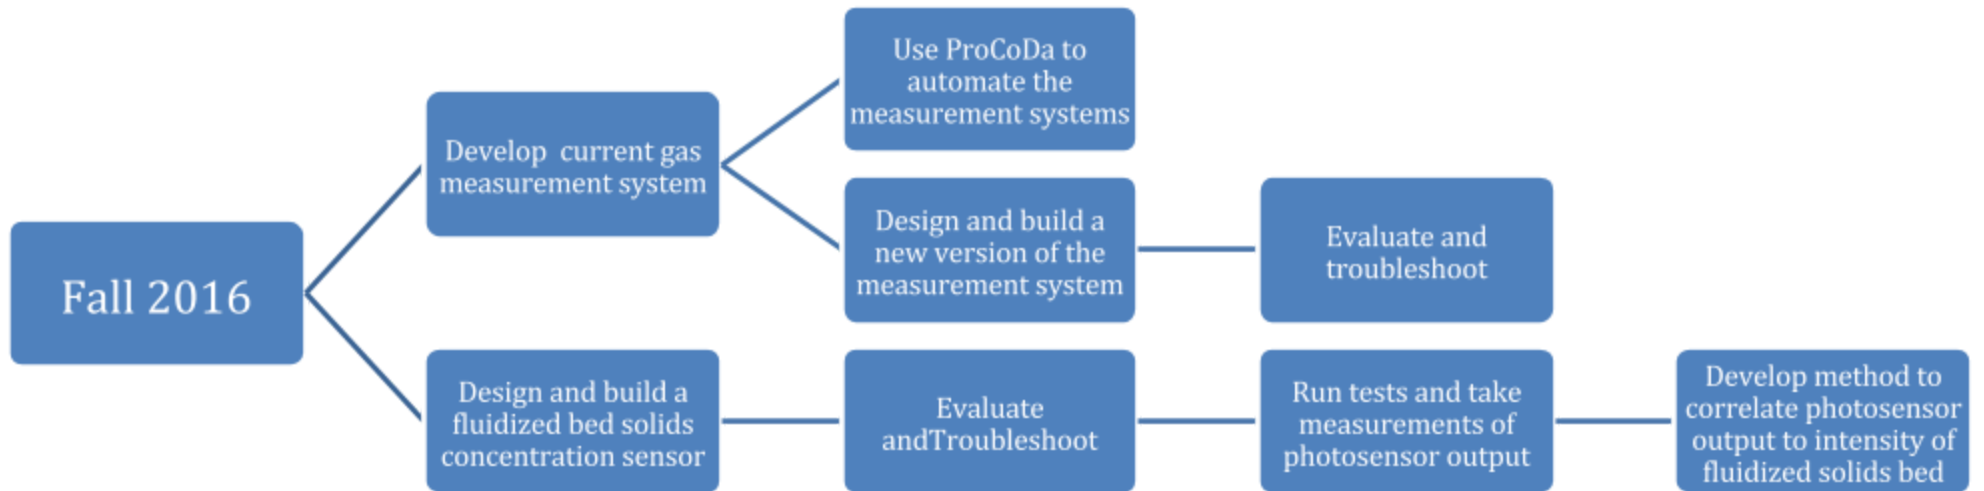 Fall 2016
Develop  current gas
measurement system
Use ProCoDa to
automate the
measurement systems
Design and build a
new version of the
measurement system
Evaluate and
troubleshoot
Design and build a
fluidized bed solids
concentration sensor
Evaluate
andTroubleshoot
Run tests and take
measurements of
photosensor output
Develop method to
correlate photosensor
output to intensity of
fluidized solids bed